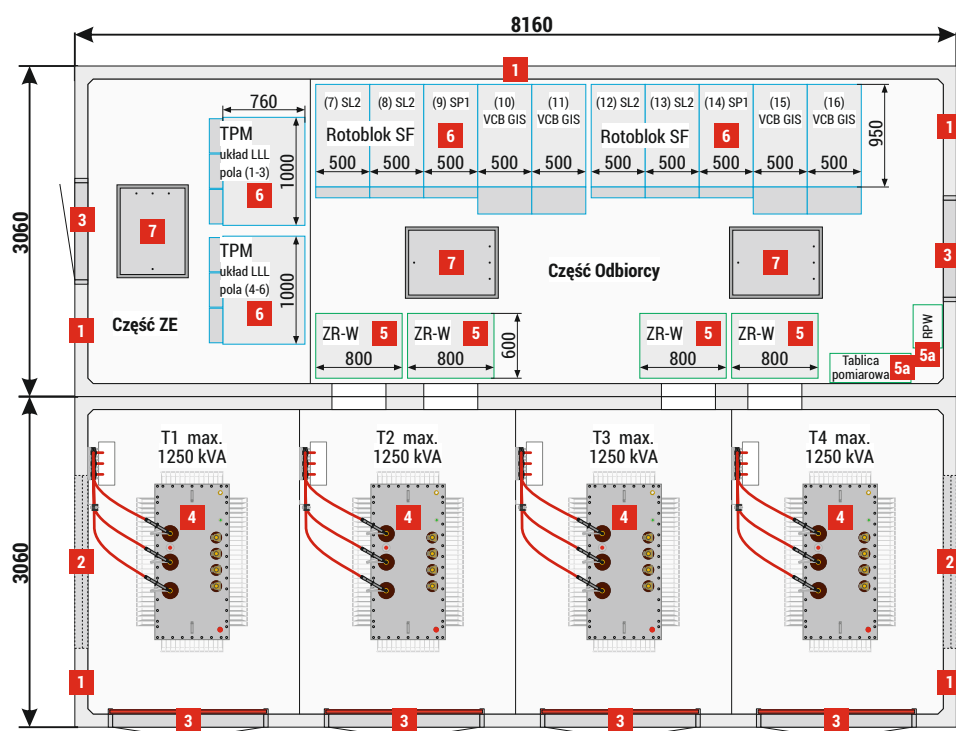 8160
1
760
TPM
układ LLL
pola (1-3)
6
1000
TPM
układ LLL
pola (4-6)
6
1000
(7) SL2
(8) SL2
(9) SP1
(10)
VCB GIS
(11)
VCB GIS
Rotoblok SF
6
500
500
500
500
500
(12) SL2
(13) SL2
(14) SP1
(15)
VCB GIS
(16)
VCB GIS
Rotoblok SF
6
500
500
500
500
500
950
1
3060
3
7
1
Część ZE
7
Część Odbiorcy
7
3
ZR-W
5
800
ZR-W
5
800
600
ZR-W
5
800
ZR-W
5
800
RPW
5a
Tablica
pomiarowa
5a
3060
T1 max.
1250 kVA
4
T2 max.
1250 kVA
4
T3 max.
1250 kVA
4
T4 max.
1250 kVA
4
2
2
1
1
3
3
3
3